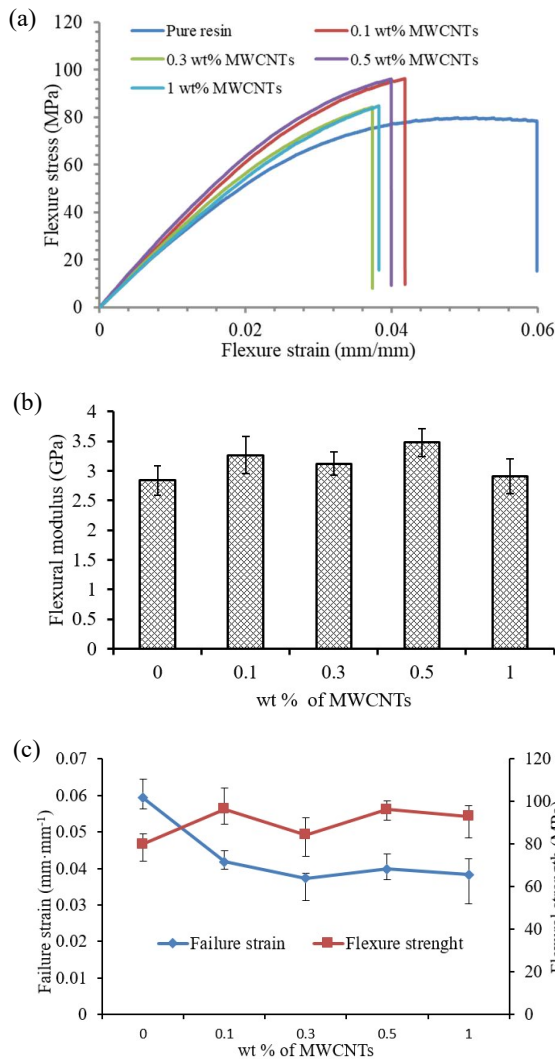 (a)
Pure resin
0.1 wt% MWCNTs
0.3 wt% MWCNTs
0.5 wt% MWCNTs
1 wt% MWCNTs
Flexure stress (MPa)
120
100
80
60
40
20
0
0
0.02
0.04
0.06
Flexure strain (mm/mm)
(b)
Flexural modulus (GPa)
4
3.5
3
2.5
2
1.5
1
0.5
0
0
0.1
0.3
0.5
1
wt % of MWCNTs
(c)
Failure strain (mm·mm⁻¹)
0.07
0.06
0.05
0.04
0.03
0.02
0.01
0
Failure strain
Flexure strenght
120
100
80
60
40
20
0
Flexural strength (MPa)
0
0.1
0.3
0.5
1
wt % of MWCNTs